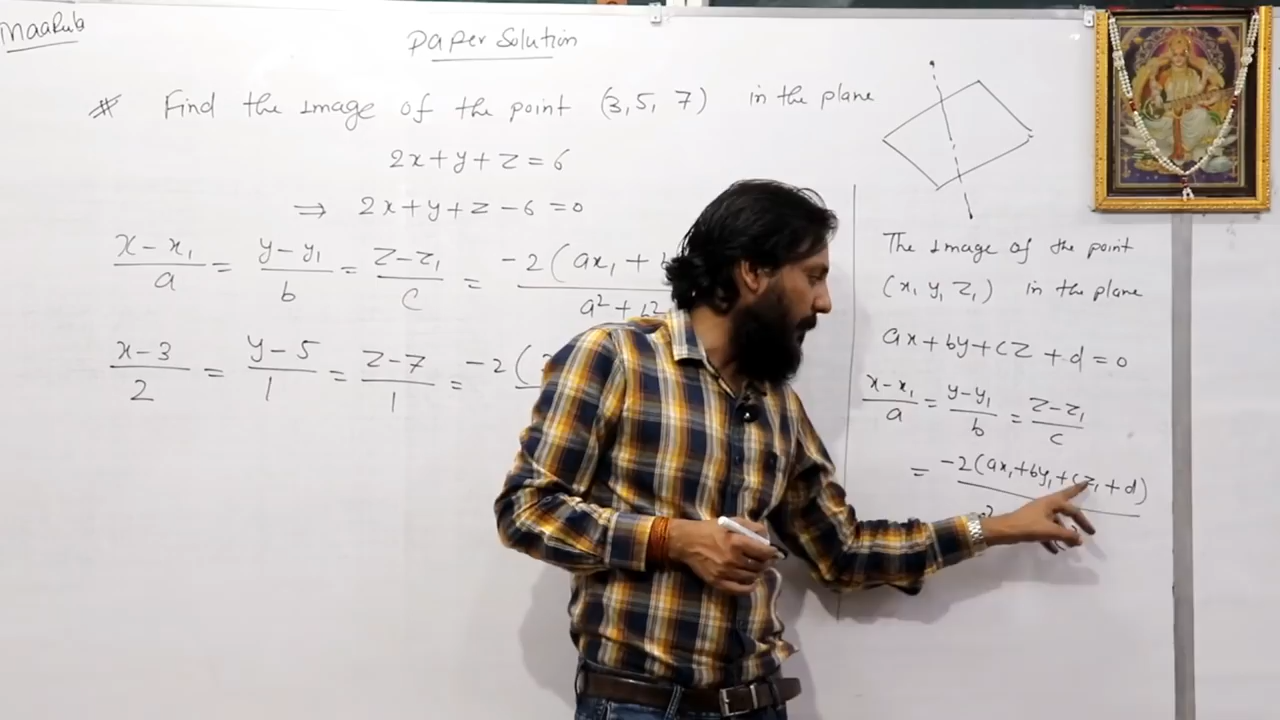 Maarula
Paper Solution
* Find the image of the point (3, 5, 7) in the plane
2x + y + z = 6
⇒ 2x + y + z - 6 = 0
(x - x₁)/a = (y - y₁)/b = (z - z₁)/c = -2(ax₁ + / a² + b²
(x - 3)/2 = (y - 5)/1 = (z - 7)/1 = -2(
The image of the point
(x₁ y₁ z₁) in the plane
ax + by + cz + d = 0
(x - x₁)/a = (y - y₁)/b = (z - z₁)/c
= -2(ax₁ + by₁ + cz₁ + d)